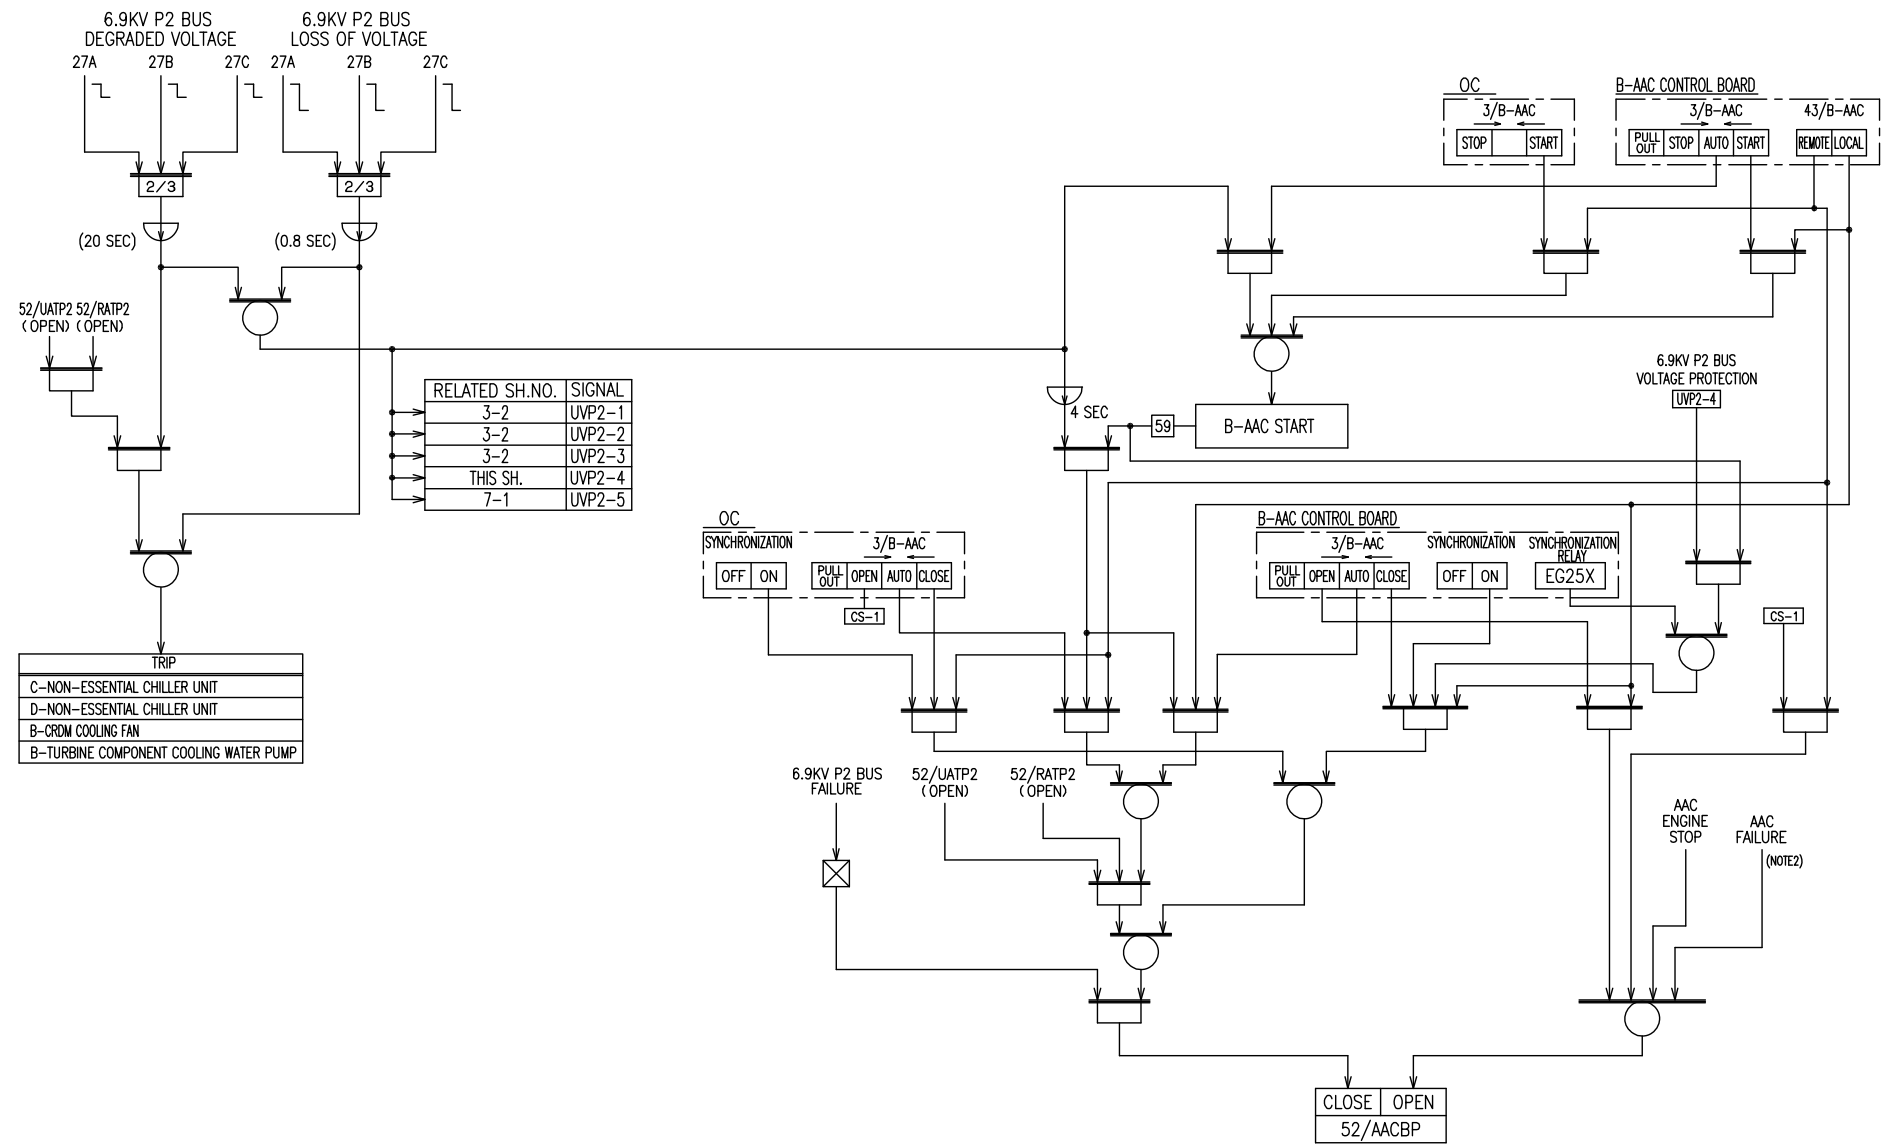 6.9KV P2 BUS
DEGRADED VOLTAGE
6.9KV P2 BUS
LOSS OF VOLTAGE
27A 27B 27C
27A 27B 27C
2/3
2/3
(20 SEC)
(0.8 SEC)
52/UATP2 52/RATP2
(OPEN) (OPEN)
RELATED SH.NO. SIGNAL
3-2 UVP2-1
3-2 UVP2-2
3-2 UVP2-3
THIS SH. UVP2-4
7-1 UVP2-5
TRIP
C-NON-ESSENTIAL CHILLER UNIT
D-NON-ESSENTIAL CHILLER UNIT
B-CRDM COOLING FAN
B-TURBINE COMPONENT COOLING WATER PUMP
OC
3/B-AAC
STOP START
B-AAC CONTROL BOARD
3/B-AAC 43/B-AAC
PULL OUT STOP AUTO START REMOTE LOCAL
4 SEC
59
B-AAC START
6.9KV P2 BUS
VOLTAGE PROTECTION
UVP2-4
OC
SYNCHRONIZATION 3/B-AAC
OFF ON PULL OUT OPEN AUTO CLOSE
CS-1
B-AAC CONTROL BOARD
3/B-AAC SYNCHRONIZATION SYNCHRONIZATION
RELAY
PULL OUT OPEN AUTO CLOSE OFF ON EG25X
CS-1
6.9KV P2 BUS
FAILURE
52/UATP2
(OPEN)
52/RATP2
(OPEN)
AAC
ENGINE
STOP
AAC
FAILURE
(NOTE2)
CLOSE OPEN
52/AACBP